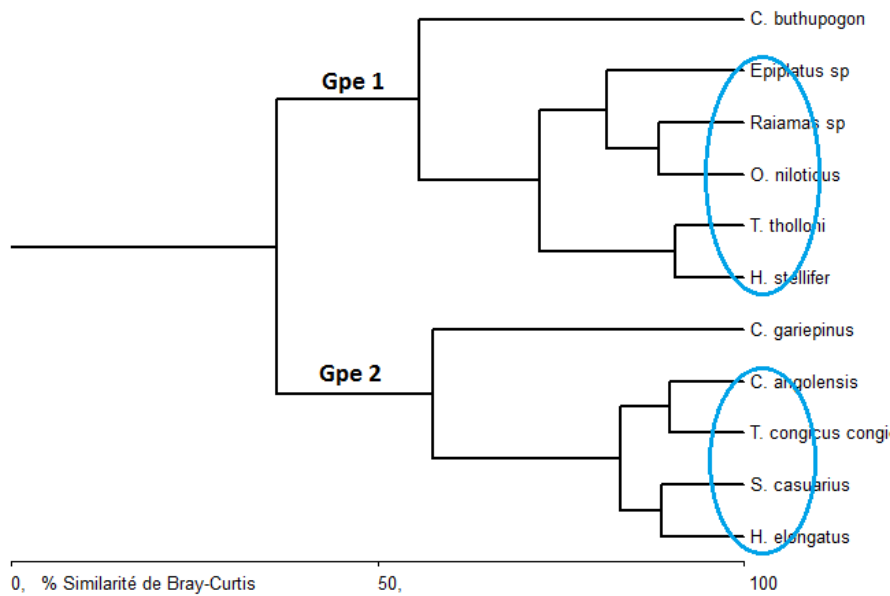 C. buthupogon
Gpe 1
Epiplatus sp
Raiamas sp
O. niloticus
T. tholloni
H. stellifer
C. gariepinus
Gpe 2
C. angolensis
T. congicus congi
S. casuarius
H. elongatus
0, % Similarité de Bray-Curtis 50, 100